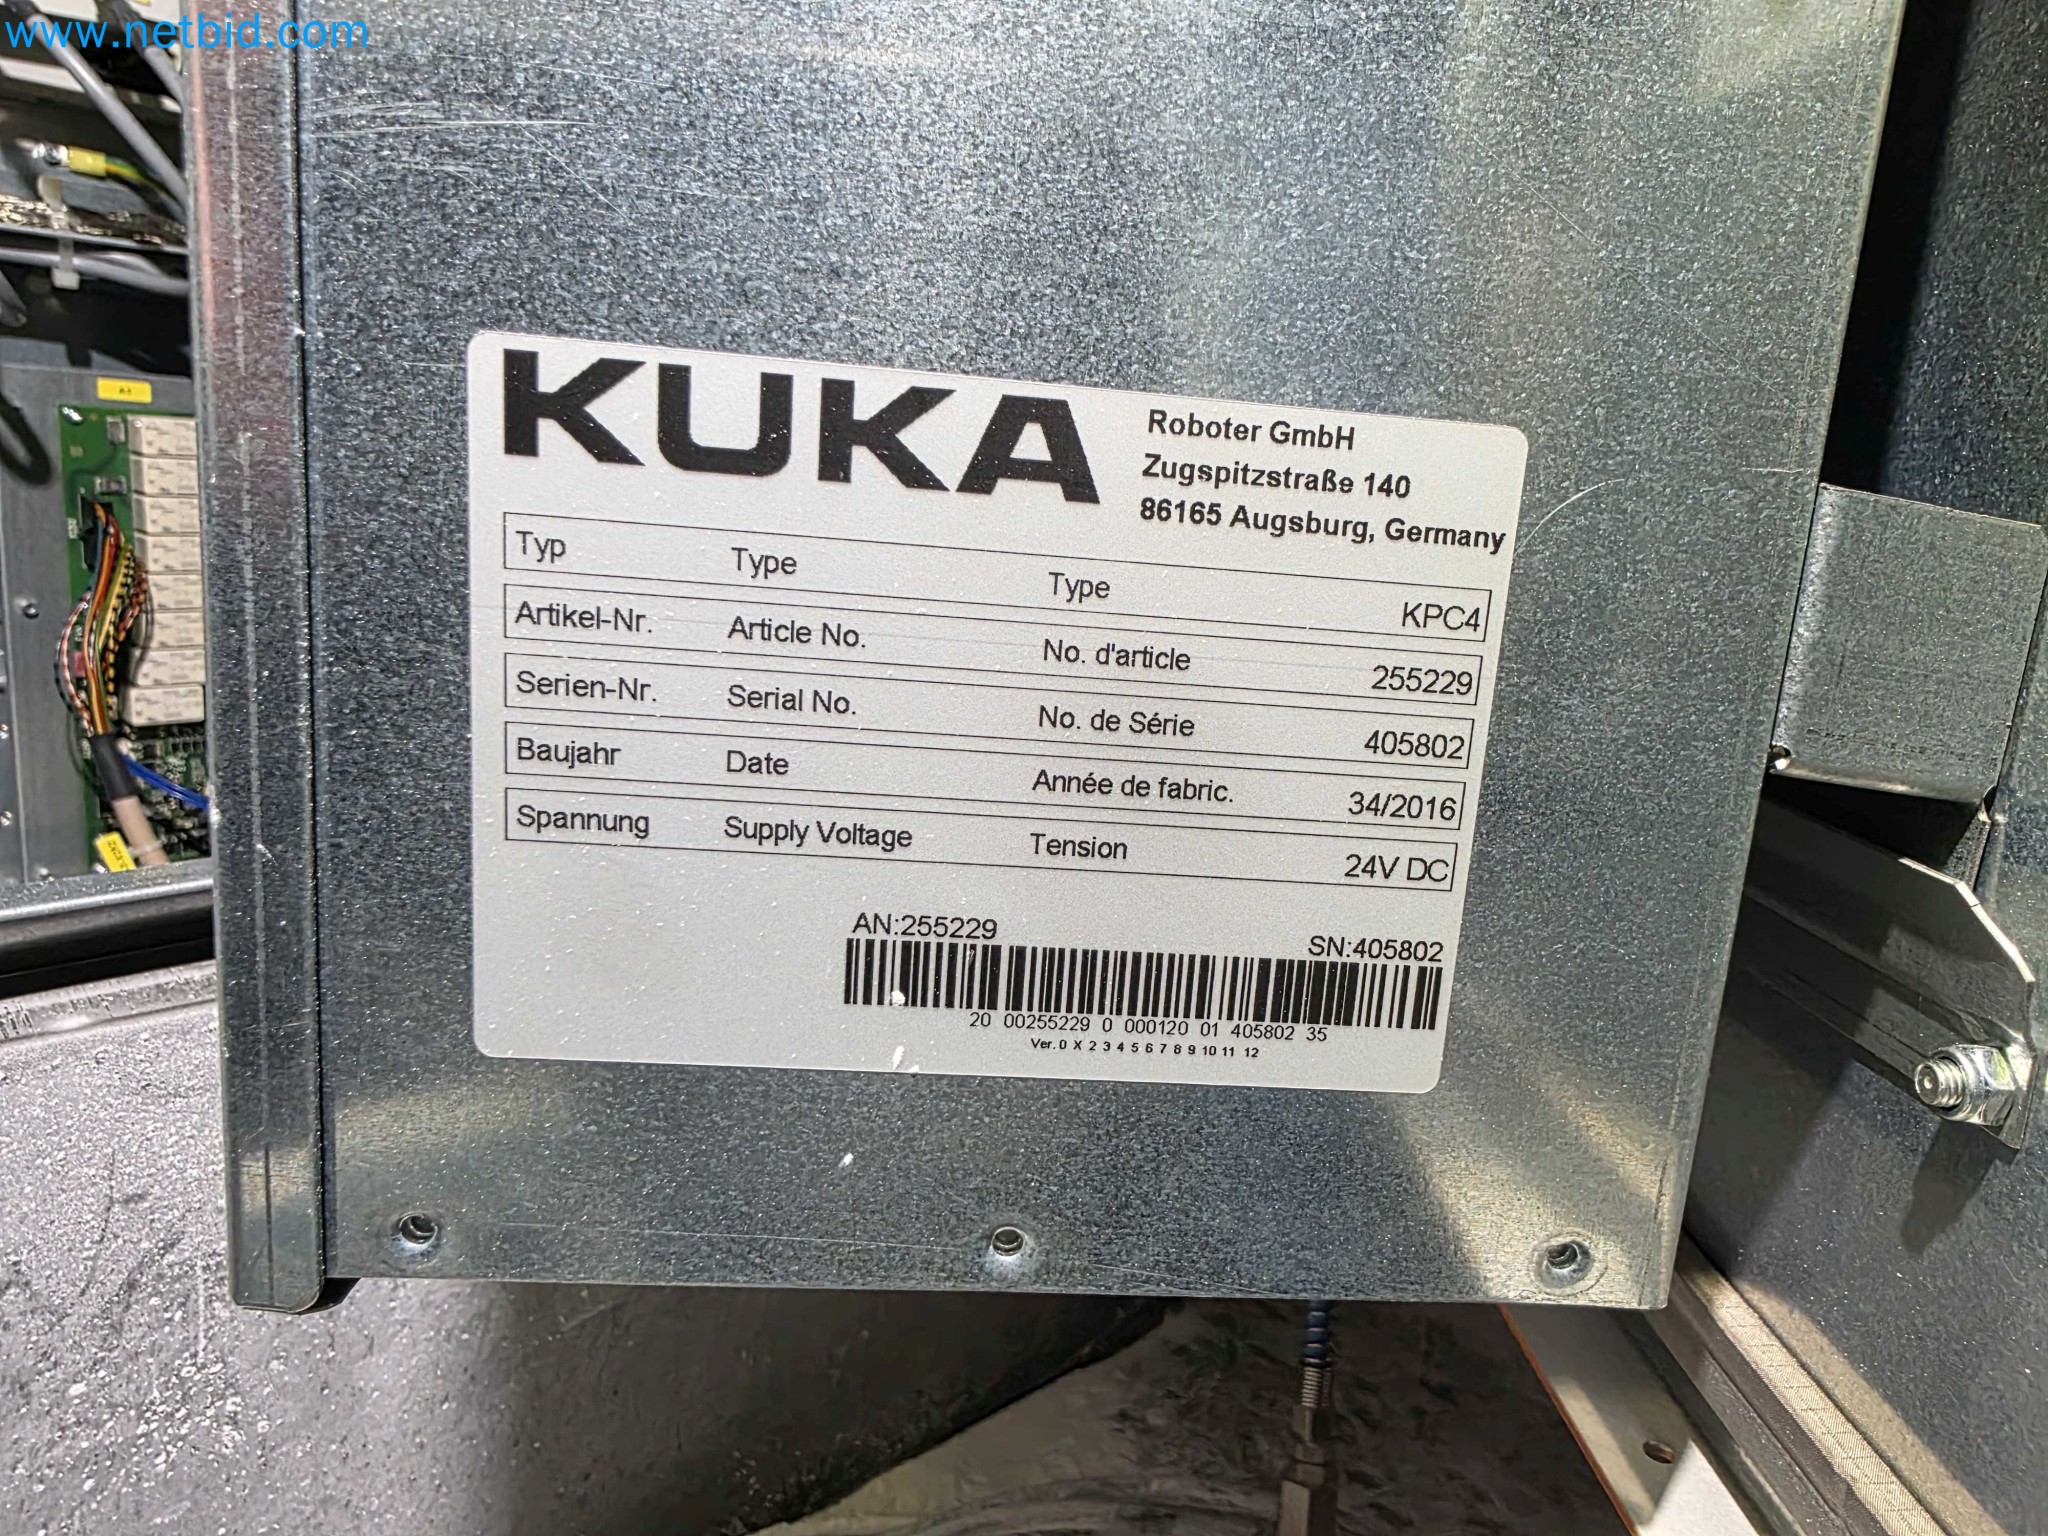 www.netbid.com
KUKA
Roboter GmbH
Zugspitzstraße 140
86165 Augsburg, Germany
Typ Type Type KPC4
Artikel-Nr. Article No. No. d'article 255229
Serien-Nr. Serial No. No. de Série 405802
Baujahr Date Année de fabric. 34/2016
Spannung Supply Voltage Tension 24V DC
AN:255229 SN:405802
20 00255229 0 000120 01 405802 35
Ver. 0 X 2 3 4 5 6 7 8 9 10 11 12